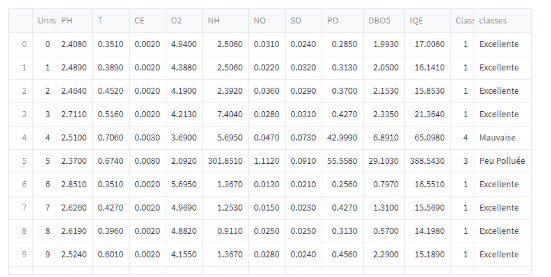 Unna PH T CE O2 NH NO SO PO DBO5 IQE Class classes
0 0 2.4080 0.3510 0.0020 4.9400 2.5060 0.0310 0.0240 0.2850 1.9930 17.0060 1 Excellente
1 1 2.4890 0.3890 0.0020 4.3880 2.5060 0.0220 0.0320 0.3130 2.0500 16.1410 1 Excellente
2 2 2.4640 0.4520 0.0020 4.1900 2.3920 0.0360 0.0290 0.3700 2.1530 15.8530 1 Excellente
3 3 2.7110 0.5160 0.0020 4.2130 7.4040 0.0280 0.0310 0.4270 2.3350 21.3640 1 Excellente
4 4 2.5100 0.7060 0.0030 3.6900 5.6950 0.0470 0.0730 42.9990 6.8910 65.0980 4 Mauvaise
5 5 2.3700 0.6740 0.0080 2.0920 301.8510 1.1120 0.0910 55.5580 29.1030 388.5430 3 Peu Polluée
6 6 2.8510 0.3510 0.0020 5.6950 1.3670 0.0130 0.0210 0.2560 0.7970 16.5510 1 Excellente
7 7 2.6260 0.4270 0.0020 4.9690 1.2530 0.0150 0.0230 0.4270 1.3100 15.5690 1 Excellente
8 8 2.6190 0.3960 0.0020 4.8820 0.9110 0.0250 0.0250 0.3130 0.5700 14.1980 1 Excellente
9 9 2.5240 0.6010 0.0020 4.1550 1.3670 0.0280 0.0240 0.4560 2.2900 15.1890 1 Excellente